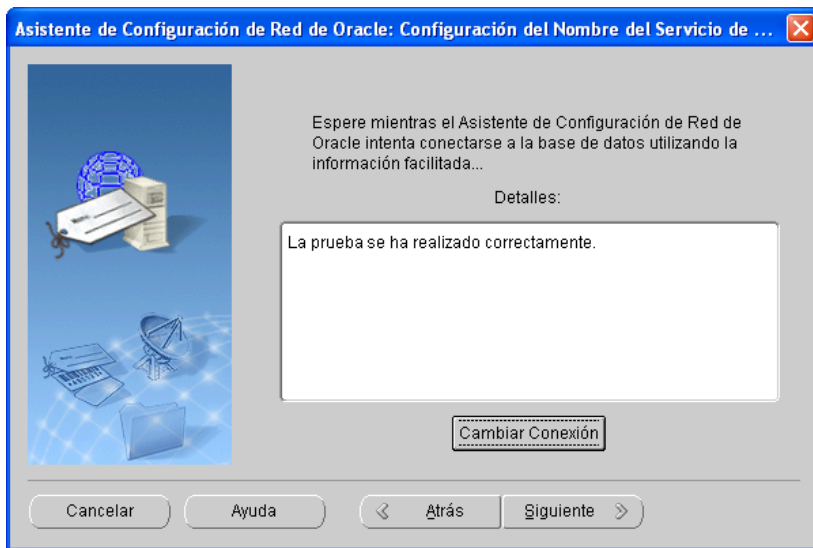 Asistente de Configuración de Red de Oracle: Configuración del Nombre del Servicio de ...
Espere mientras el Asistente de Configuración de Red de
Oracle intenta conectarse a la base de datos utilizando la
información facilitada...
Detalles:
La prueba se ha realizado correctamente.
Cambiar Conexión
Cancelar
Ayuda
Atrás
Siguiente